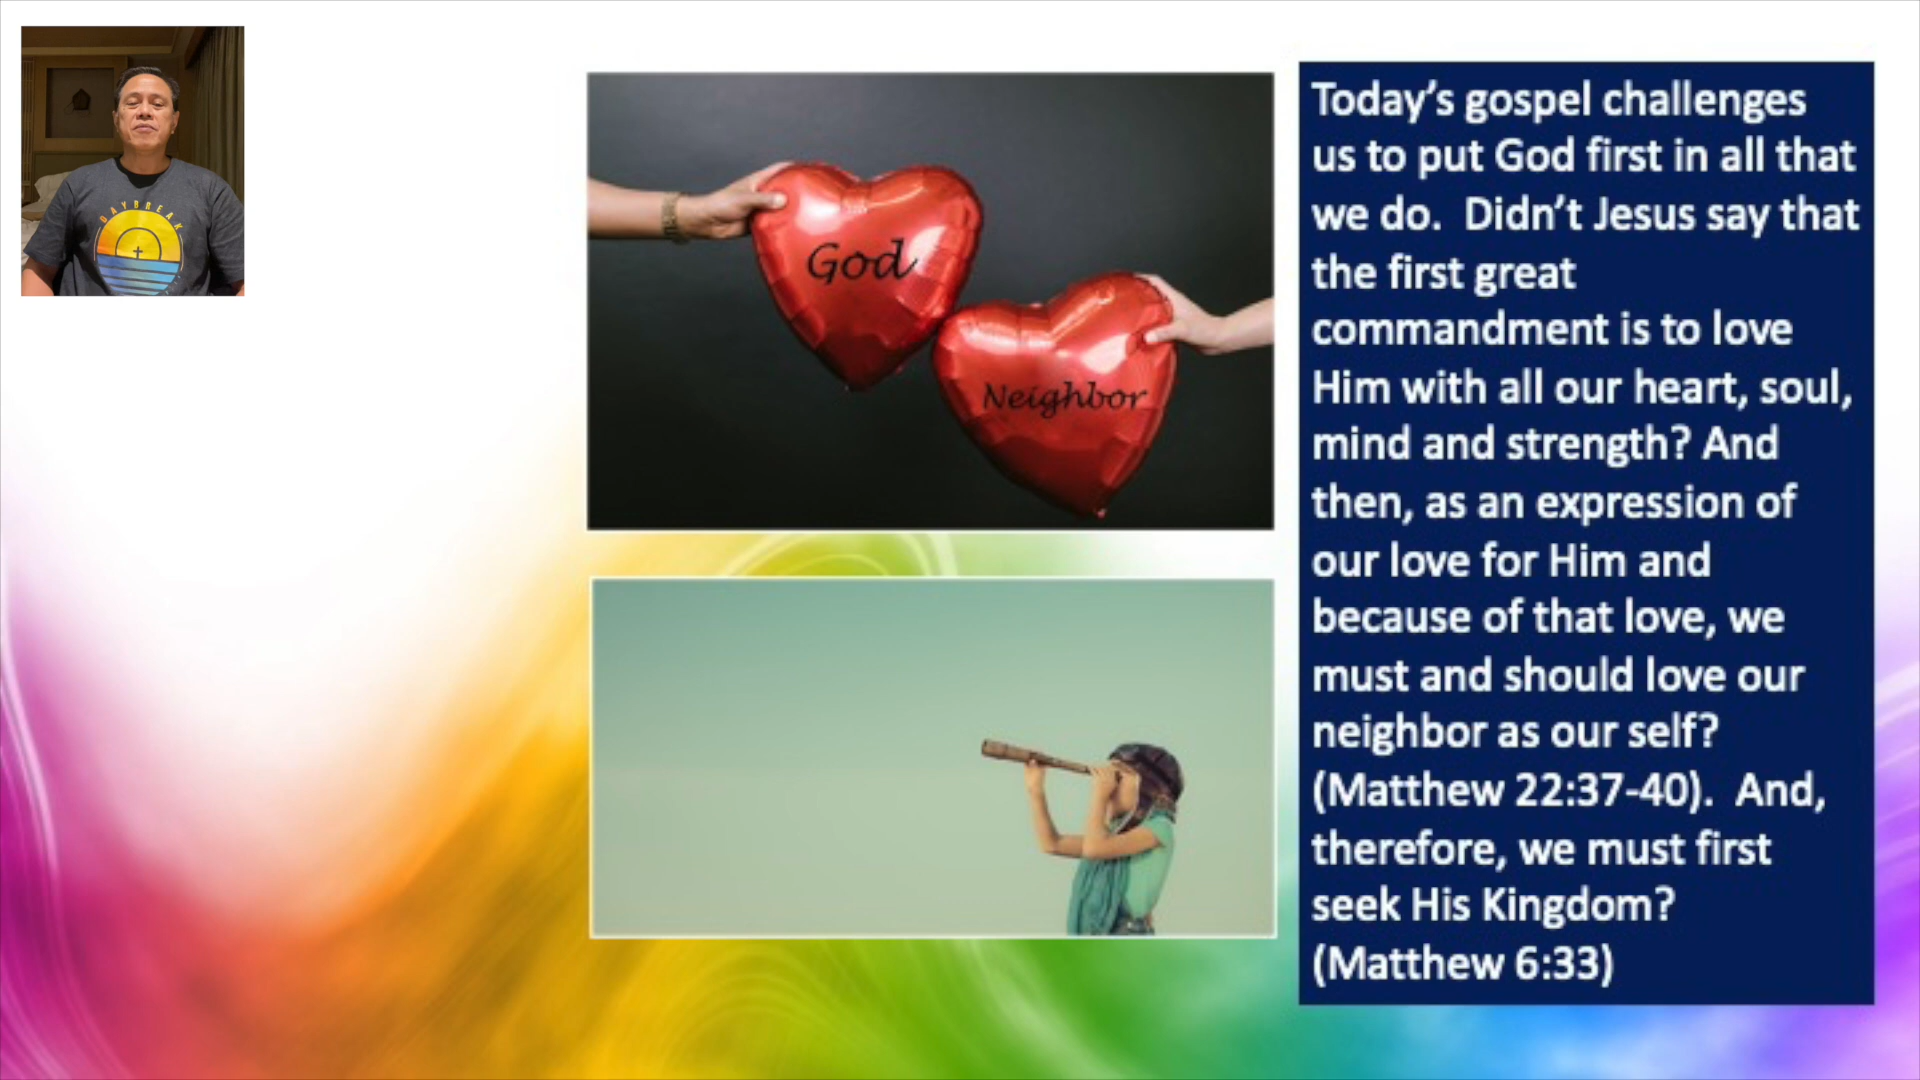 DAYBREAK
God
Neighbor
Today's gospel challenges
us to put God first in all that
we do.  Didn't Jesus say that
the first great
commandment is to love
Him with all our heart, soul,
mind and strength? And
then, as an expression of
our love for Him and
because of that love, we
must and should love our
neighbor as our self?
(Matthew 22:37-40).  And,
therefore, we must first
seek His Kingdom?
(Matthew 6:33)